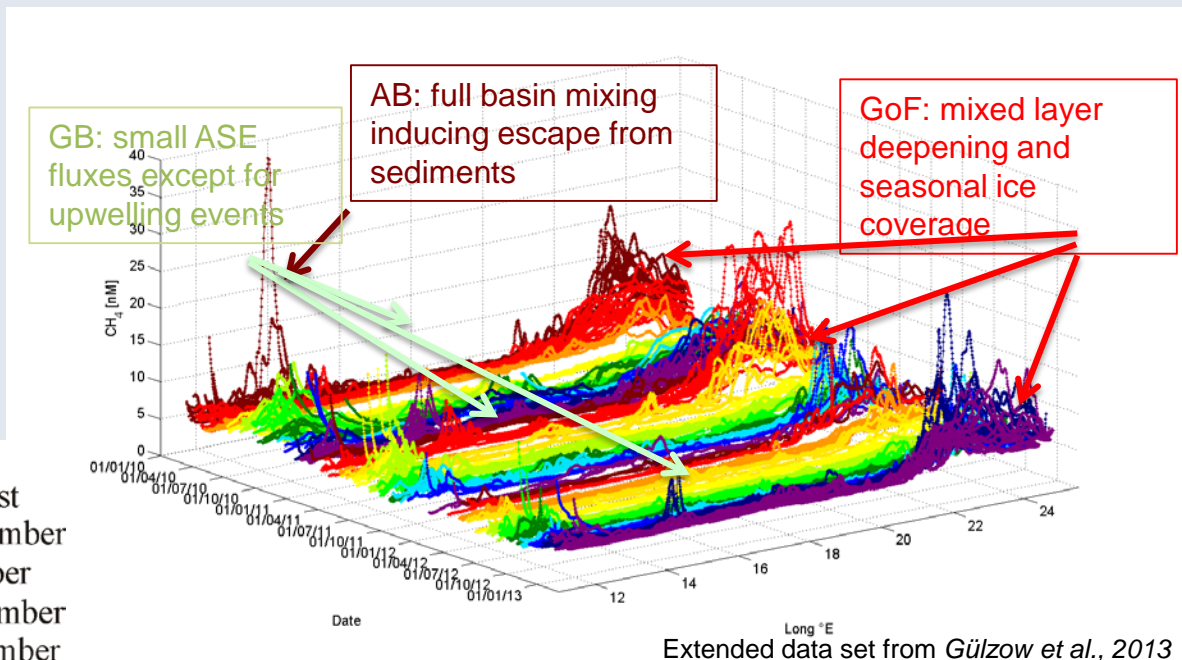 GB: small ASE
fluxes except for
upwelling events
AB: full basin mixing
inducing escape from
sediments
GoF: mixed layer
deepening and
seasonal ice
coverage
40
35
30
25
20
15
10
5
0
CH4 [nM]
01/01/10
01/04/10
01/07/10
01/10/10
01/01/11
01/04/11
01/07/11
01/10/11
01/01/12
01/04/12
01/07/12
01/10/12
01/01/13
Date
12
14
16
18
20
22
24
Long °E
st
mber
ber
mber
mber
Extended data set from Gülzow et al., 2013